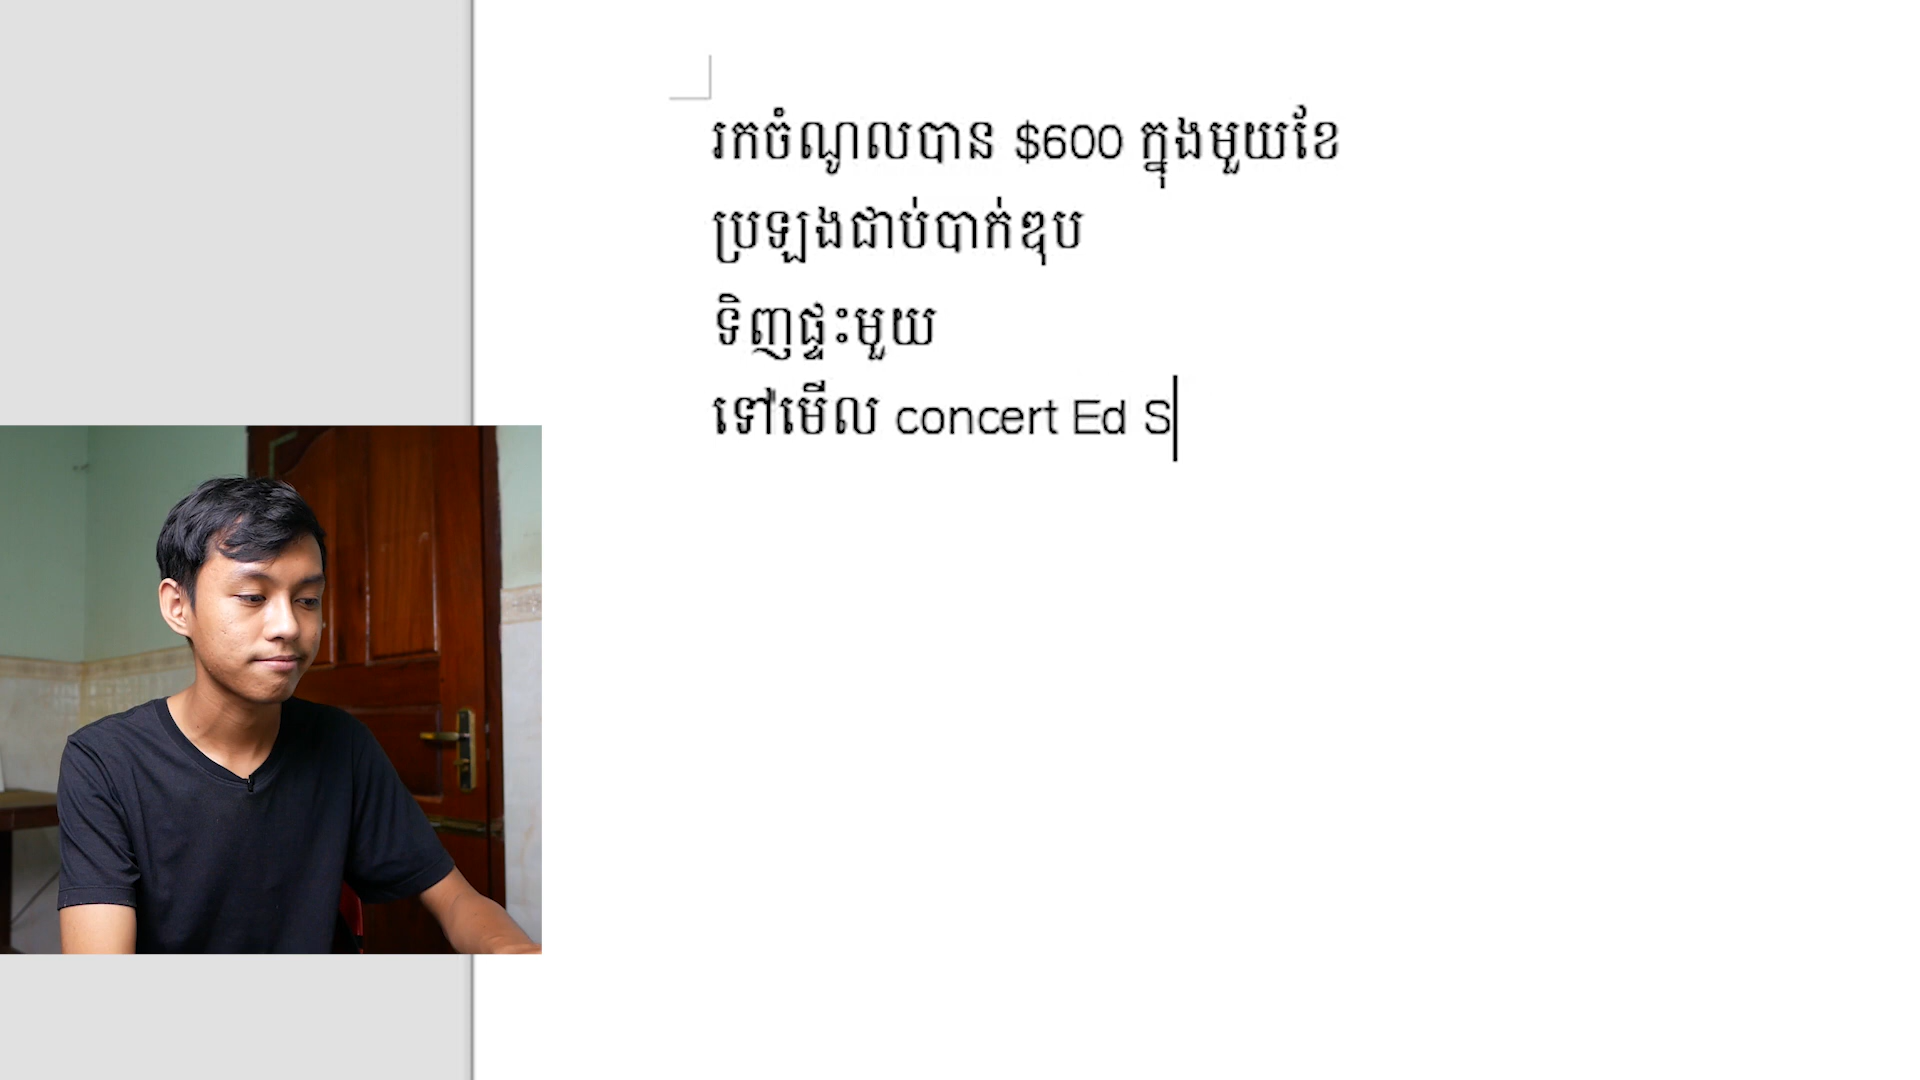 រកចំណូលបាន $600 ក្នុងមួយខែ
ប្រឡងជាប់បាក់ឌុប
ទិញផ្ទះមួយ
ទៅមើល concert Ed S